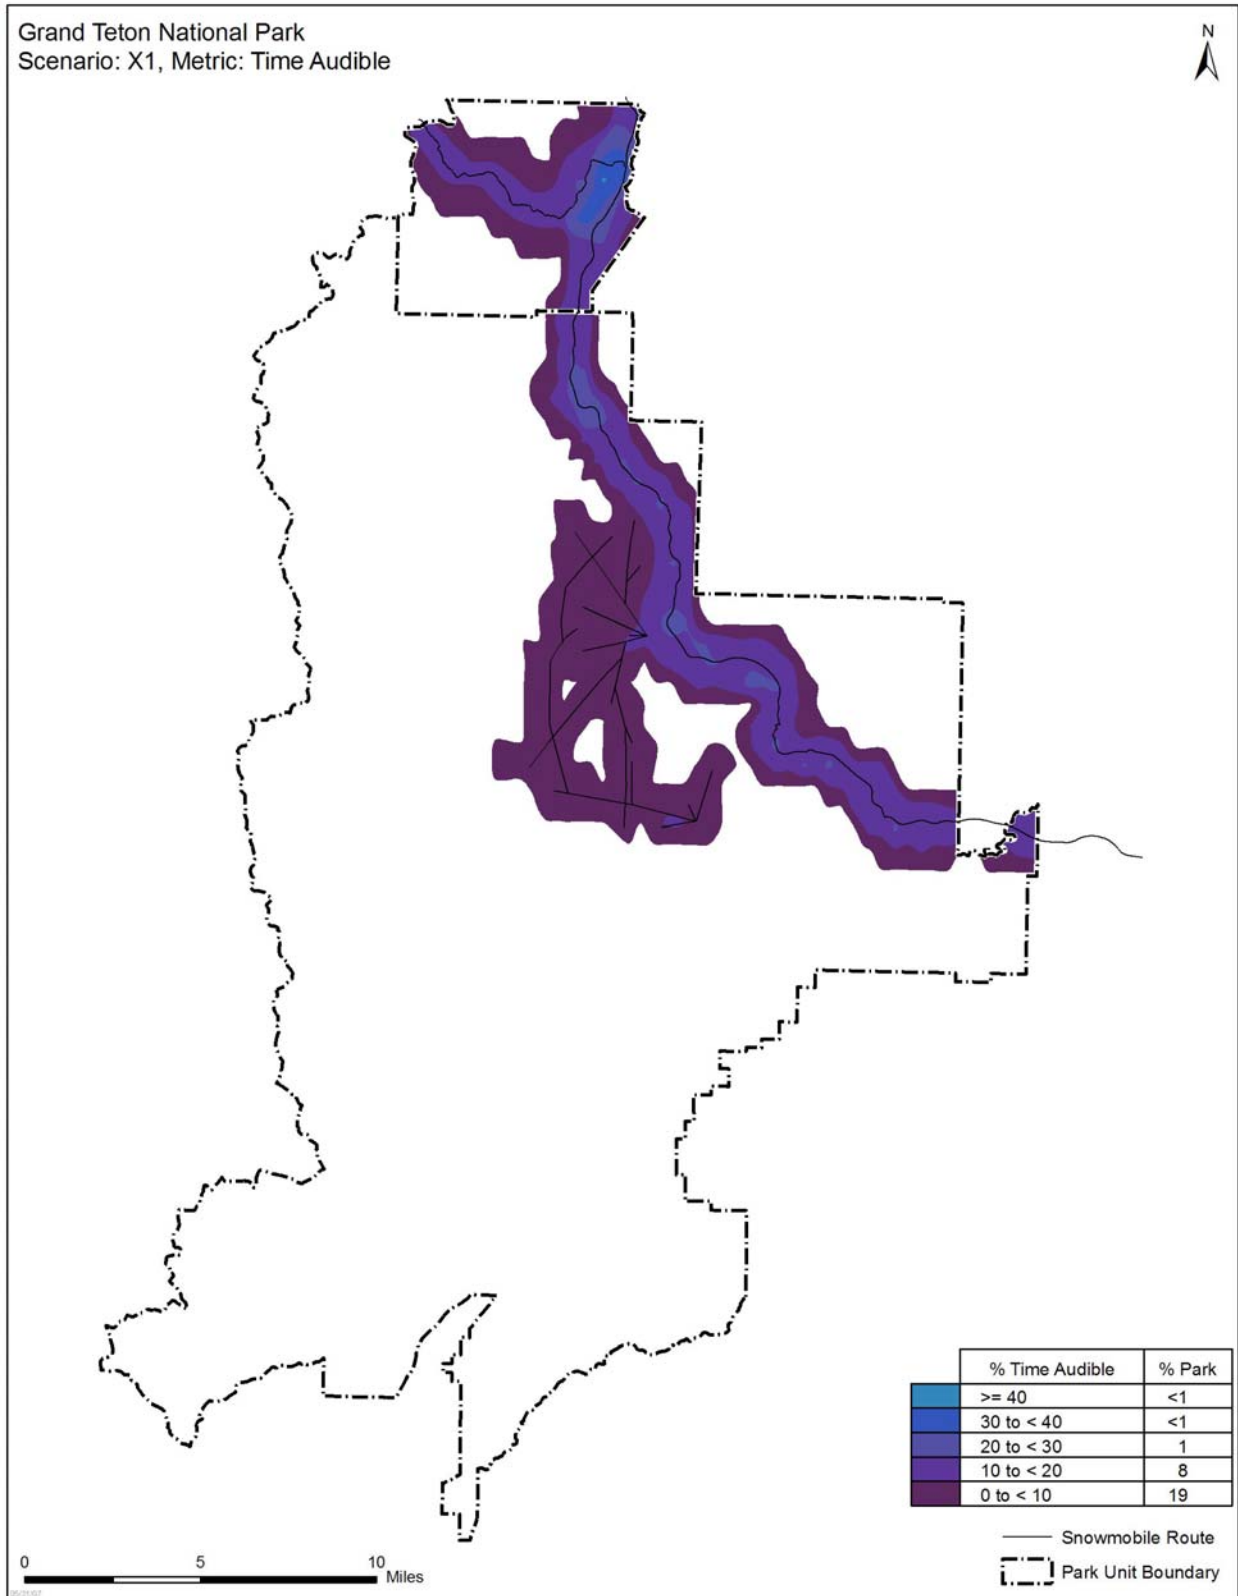 Grand Teton National Park
Scenario: X1, Metric: Time Audible
N
% Time Audible % Park
>= 40 <1
30 to < 40 <1
20 to < 30 1
10 to < 20 8
0 to < 10 19
Snowmobile Route
Park Unit Boundary
0 5 10
Miles